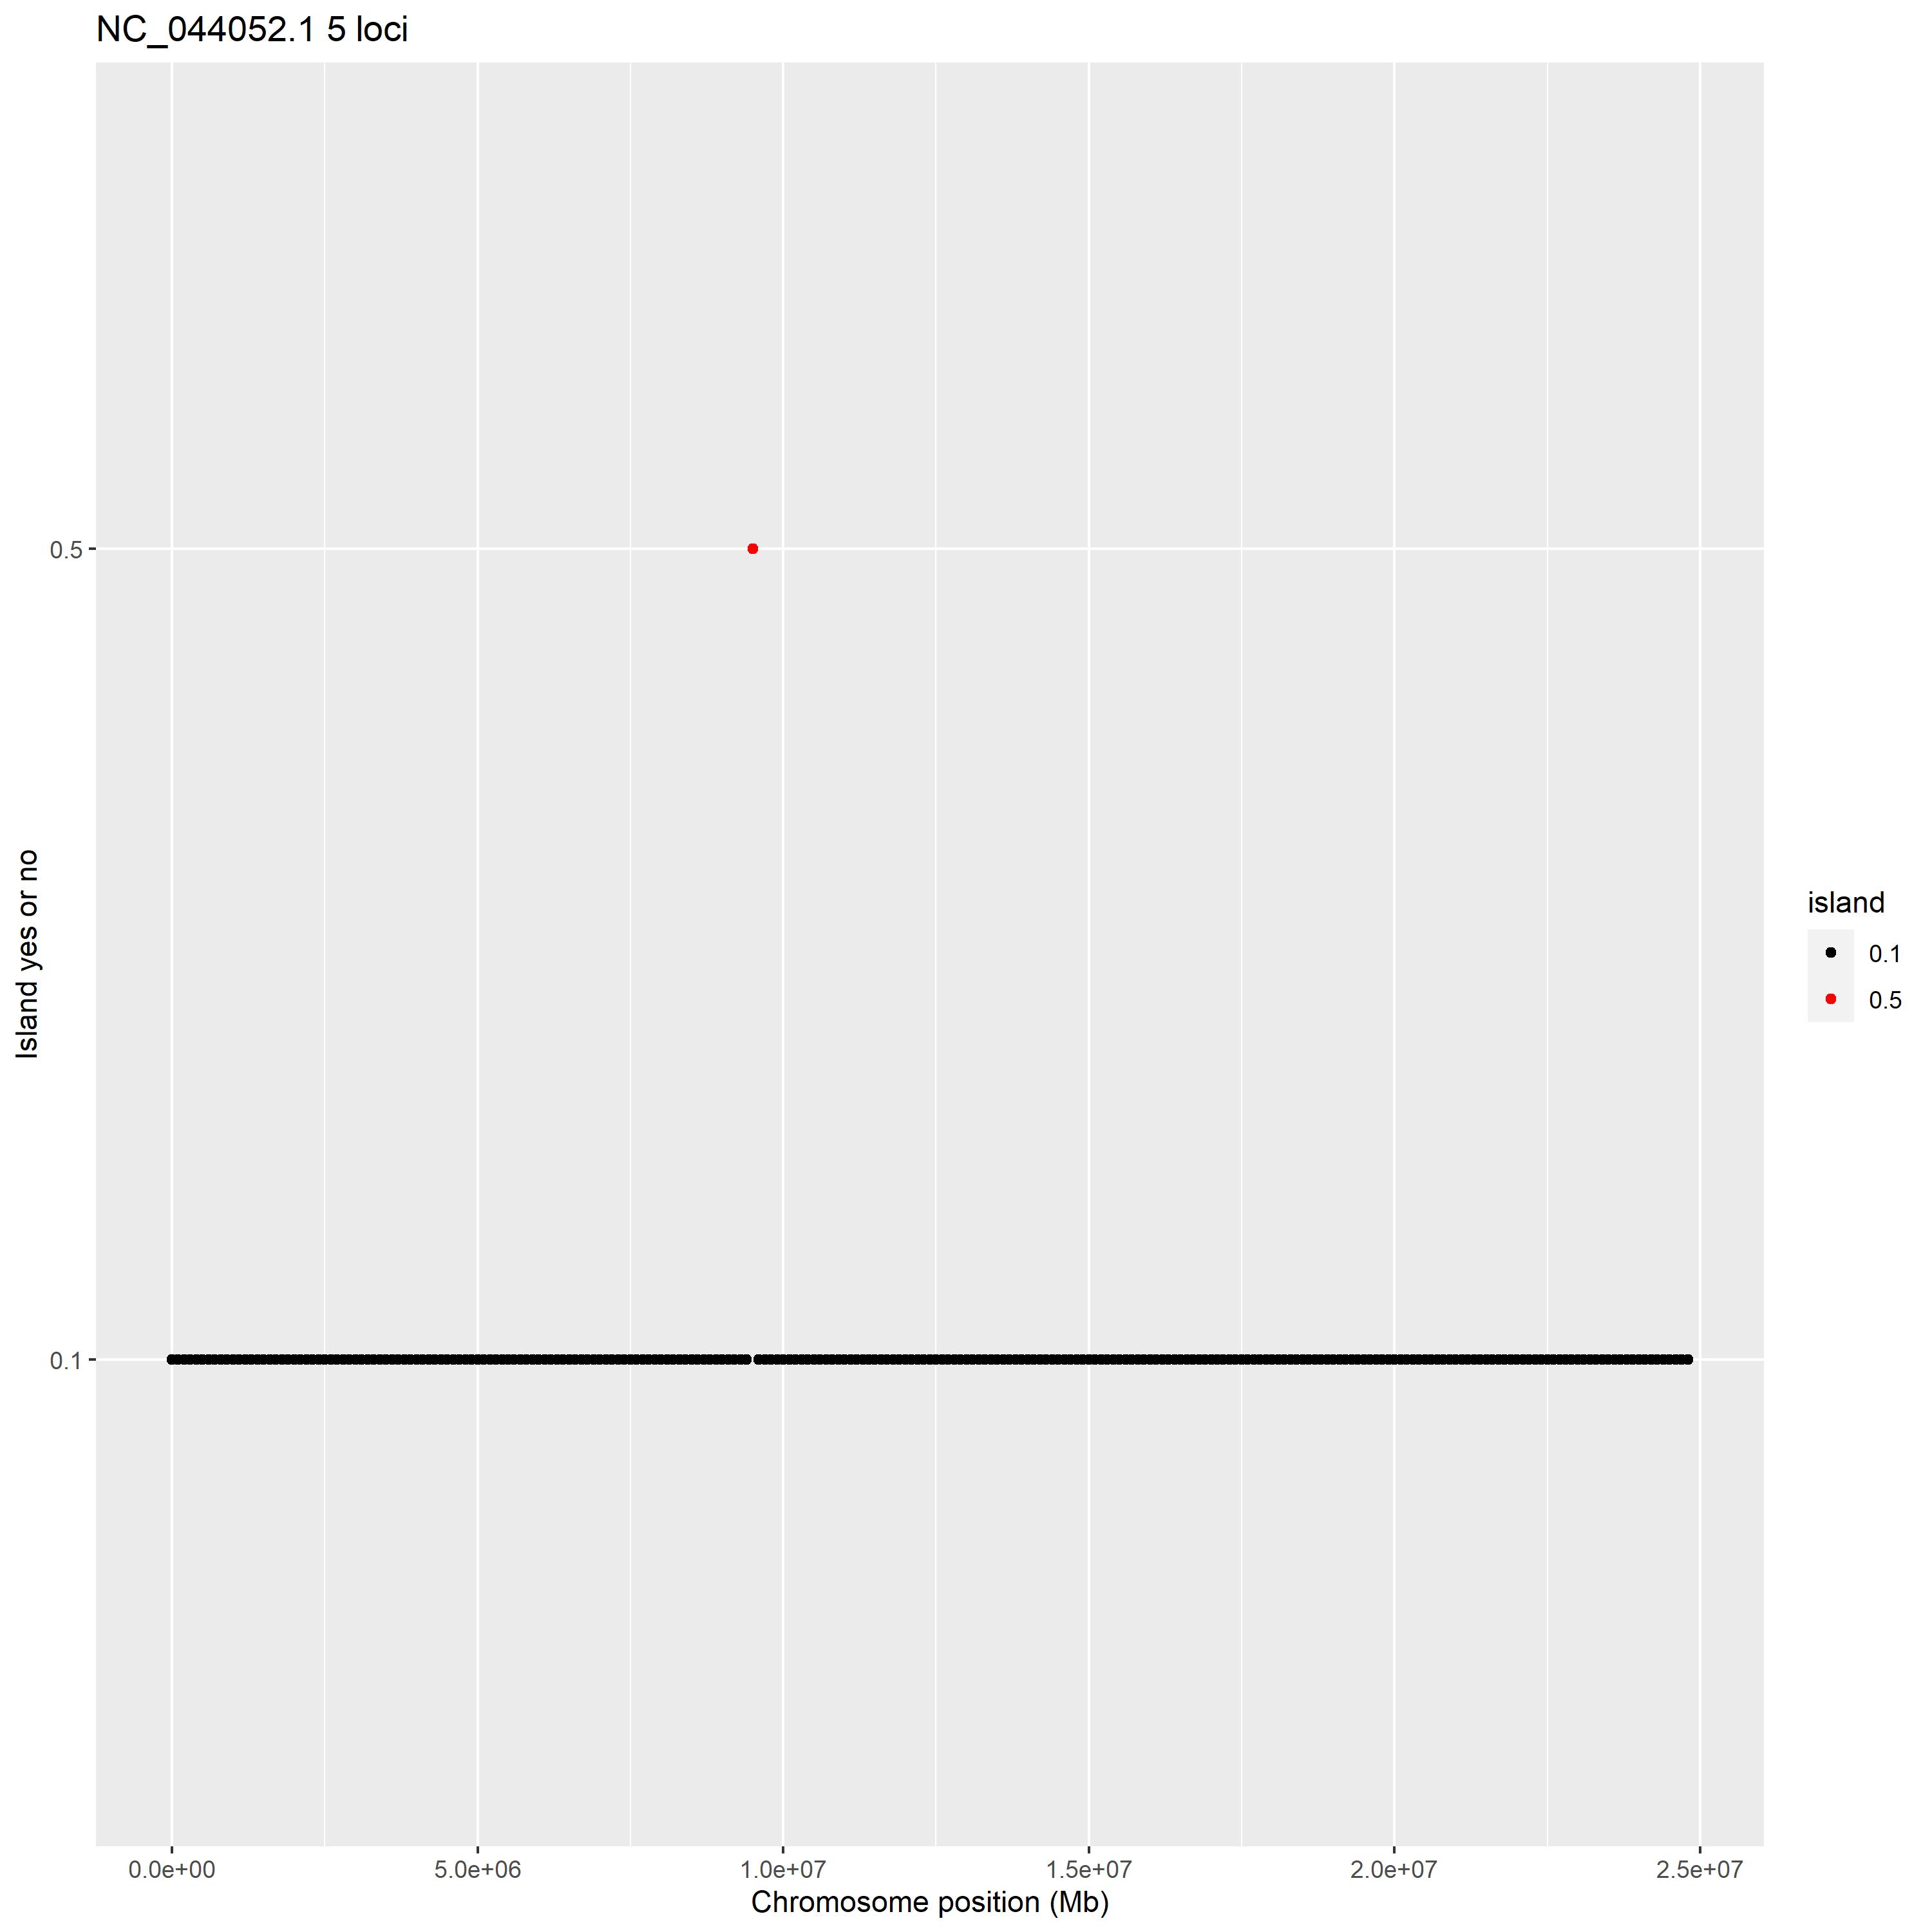 NC_044052.1 5 loci
0.5
0.1
Island yes or no
0.0e+00
5.0e+06
1.0e+07
1.5e+07
2.0e+07
2.5e+07
Chromosome position (Mb)
island
0.1
0.5